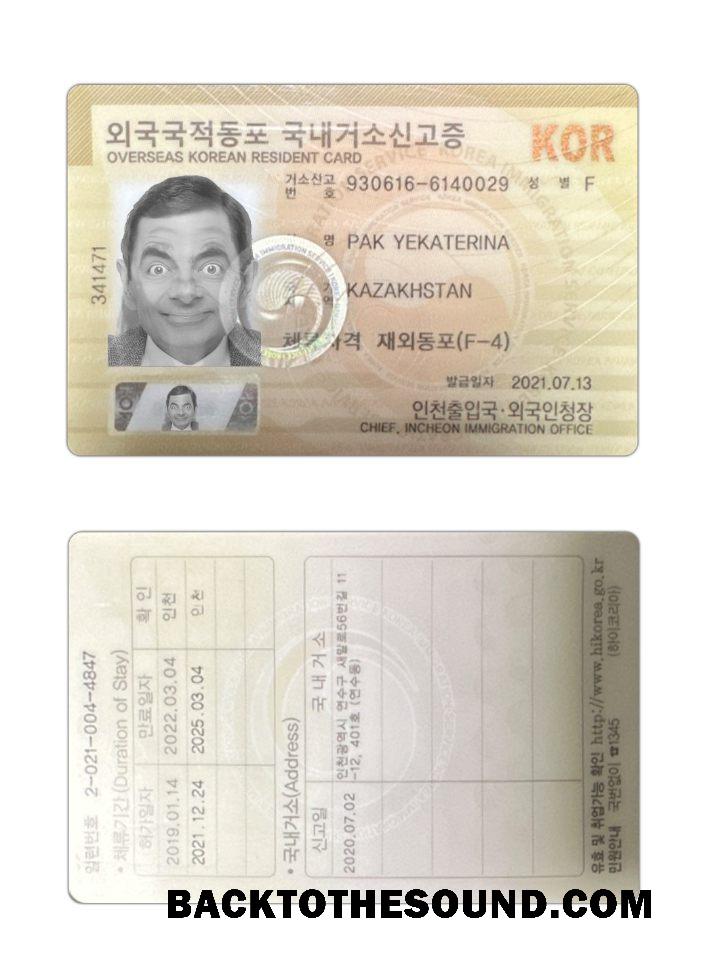 외국국적동포 국내거소신고증
OVERSEAS KOREAN RESIDENT CARD
KOR
거소신고번호 930616-6140029 성 별 F
명 PAK YEKATERINA
KAZAKHSTAN
체류자격 재외동포(F-4)
341471
발급일자 2021.07.13
인천출입국·외국인청장
CHIEF, INCHEON IMMIGRATION OFFICE
일련번호 2-021-004-4847
• 체류기간(Duration of Stay)
허가일자 만료일자 확 인
2019.01.14 2022.03.04 인천
2021.12.24 2025.03.04 인천
• 국내거소(Address)
신고일 국 내 거 소
2020.07.02 인천광역시 연수구 새말로56번길 11
-12, 401호 (연수동)
유효 및 취업가능 확인 http://www.hikorea.go.kr
민원안내 국번없이 ☎1345 (하이코리아)
BACKTOTHESOUND.COM